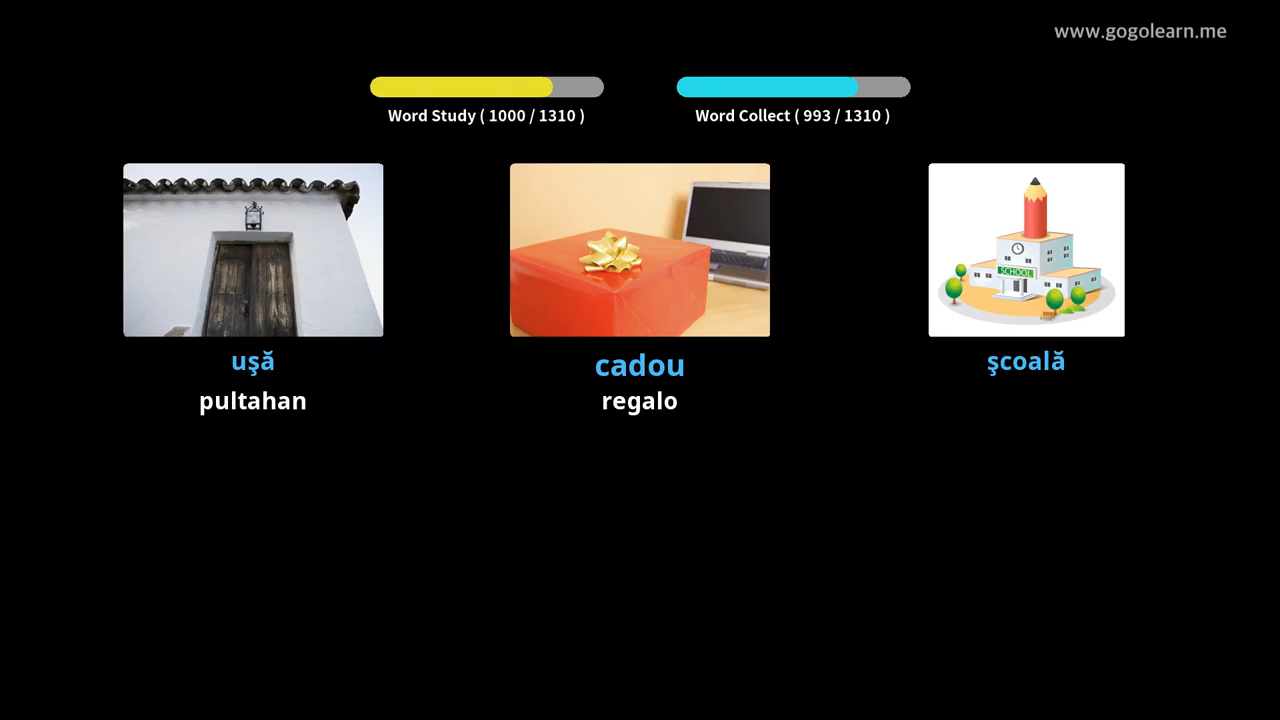 www.gogolearn.me
Word Study ( 1000 / 1310 )
Word Collect ( 993 / 1310 )
SCHOOL
uşă
cadou
şcoală
pultahan
regalo